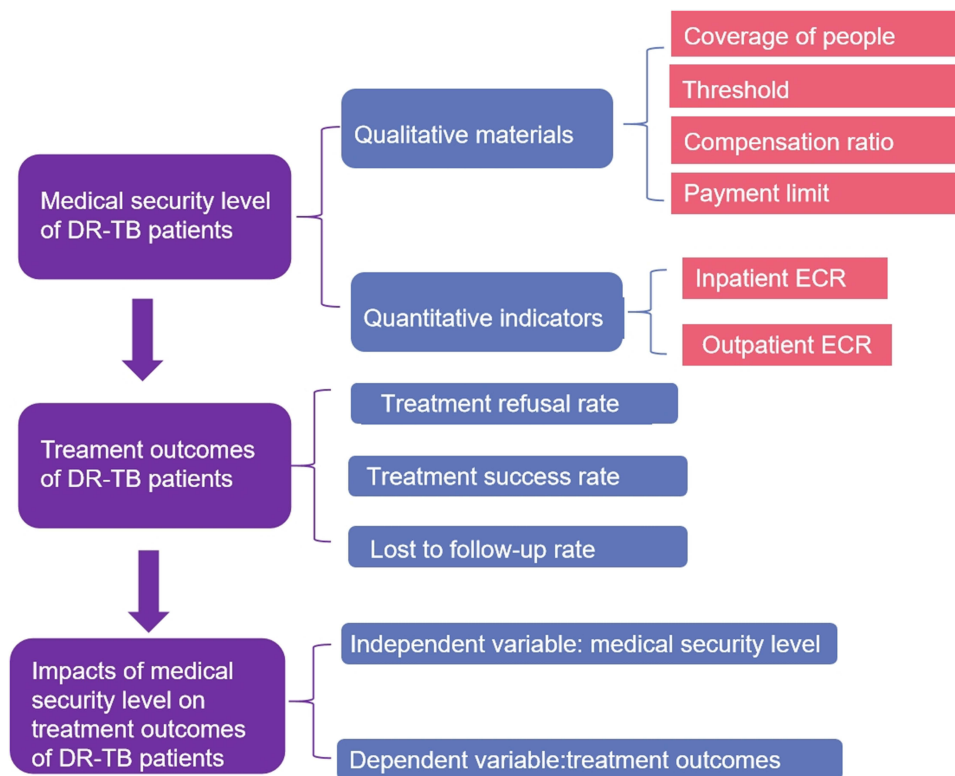 Medical security level
of DR-TB patients
Qualitative materials
Coverage of people
Threshold
Compensation ratio
Payment limit
Quantitative indicators
Inpatient ECR
Outpatient ECR
Treament outcomes
of DR-TB patients
Treatment refusal rate
Treatment success rate
Lost to follow-up rate
Impacts of medical
security level on
treatment outcomes
of DR-TB patients
Independent variable: medical security level
Dependent variable:treatment outcomes